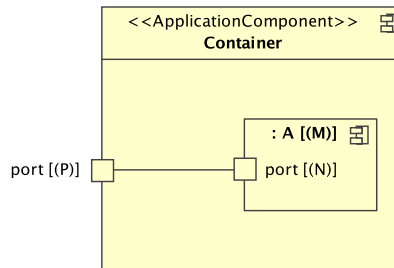 <<ApplicationComponent>>
Container
: A [(M)]
port [(P)]
port [(N)]